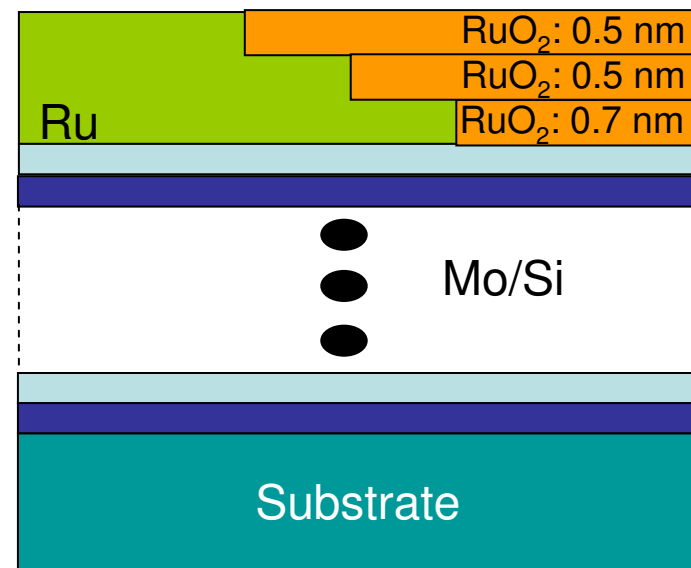 RuO₂: 0.5 nm
RuO₂: 0.5 nm
Ru
RuO₂: 0.7 nm
Mo/Si
Substrate